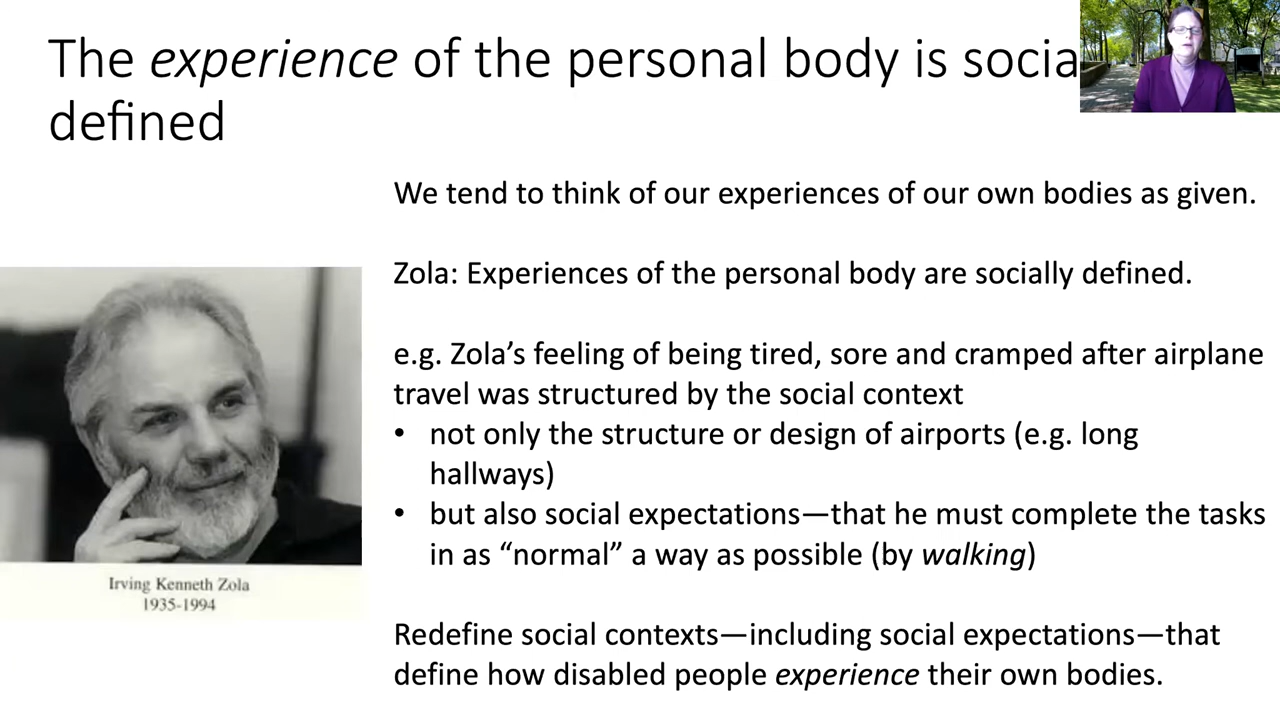 The experience of the personal body is socia
defined
We tend to think of our experiences of our own bodies as given.
Zola: Experiences of the personal body are socially defined.
e.g. Zola’s feeling of being tired, sore and cramped after airplane
travel was structured by the social context
• not only the structure or design of airports (e.g. long
hallways)
• but also social expectations—that he must complete the tasks
in as “normal” a way as possible (by walking)
Redefine social contexts—including social expectations—that
define how disabled people experience their own bodies.
Irving Kenneth Zola
1935-1994